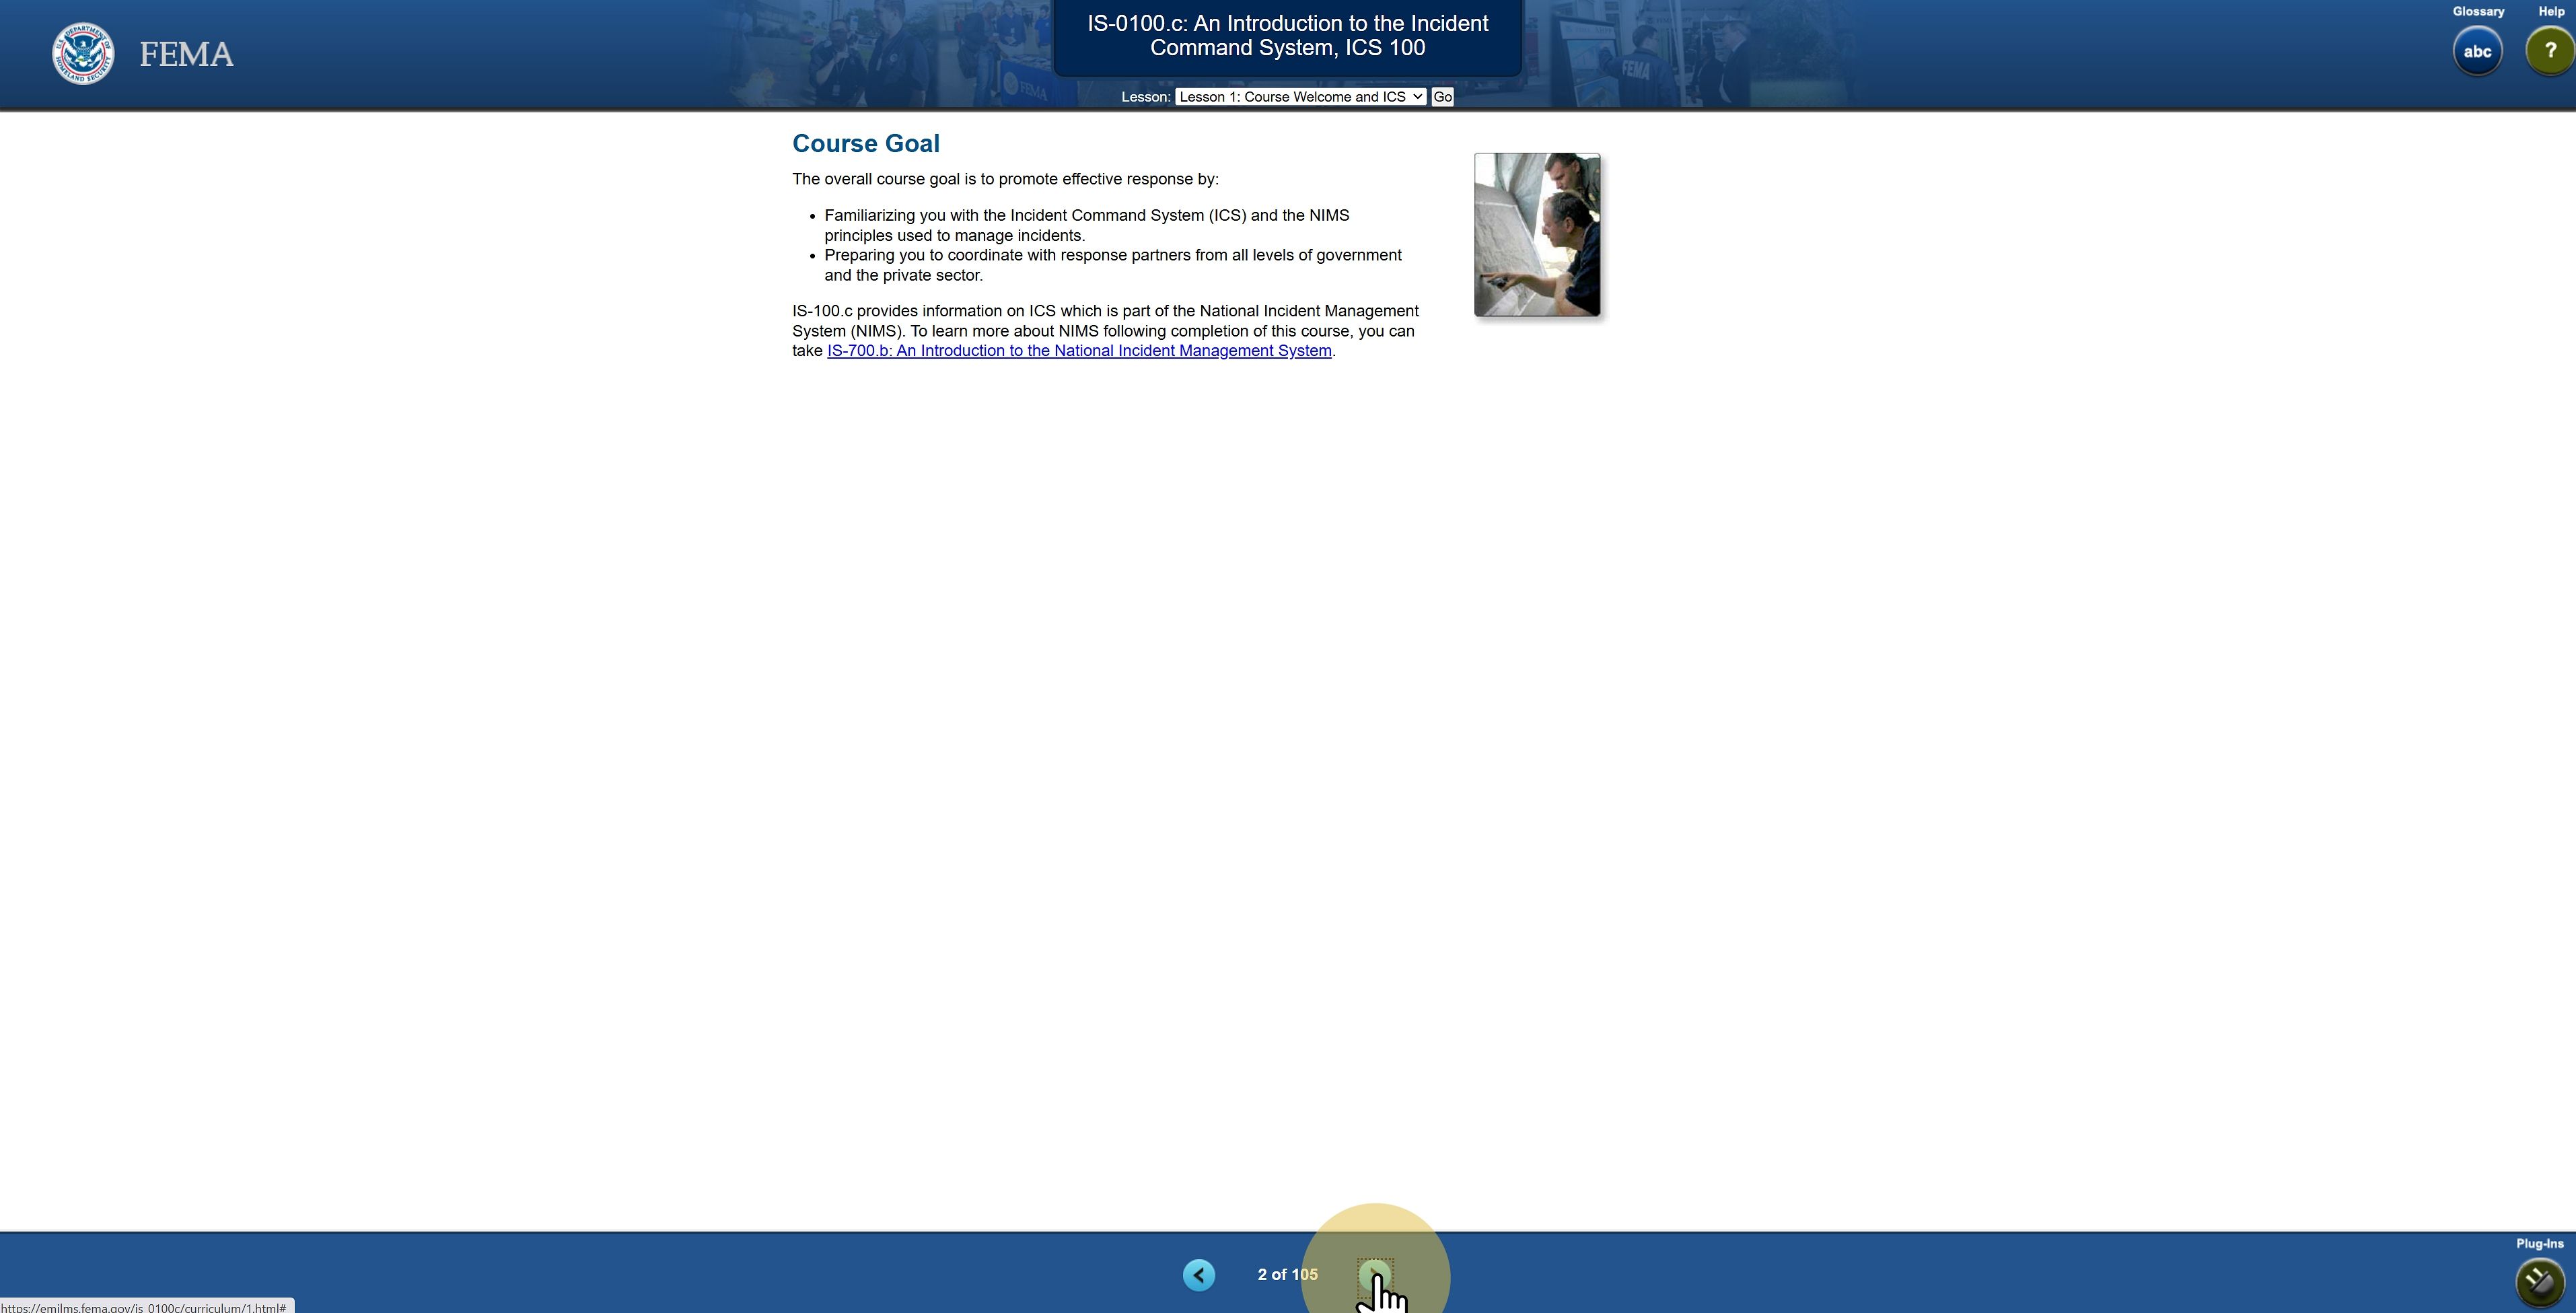 FEMA
IS-0100.c: An Introduction to the Incident
Command System, ICS 100
Lesson: Lesson 1: Course Welcome and ICS Go
Glossary Help
abc ?
Course Goal
The overall course goal is to promote effective response by:
• Familiarizing you with the Incident Command System (ICS) and the NIMS
principles used to manage incidents.
• Preparing you to coordinate with response partners from all levels of government
and the private sector.
IS-100.c provides information on ICS which is part of the National Incident Management
System (NIMS). To learn more about NIMS following completion of this course, you can
take IS-700.b: An Introduction to the National Incident Management System.
2 of 105
Plug-Ins
https://emilms.fema.gov/is_0100c/curriculum/1.html#